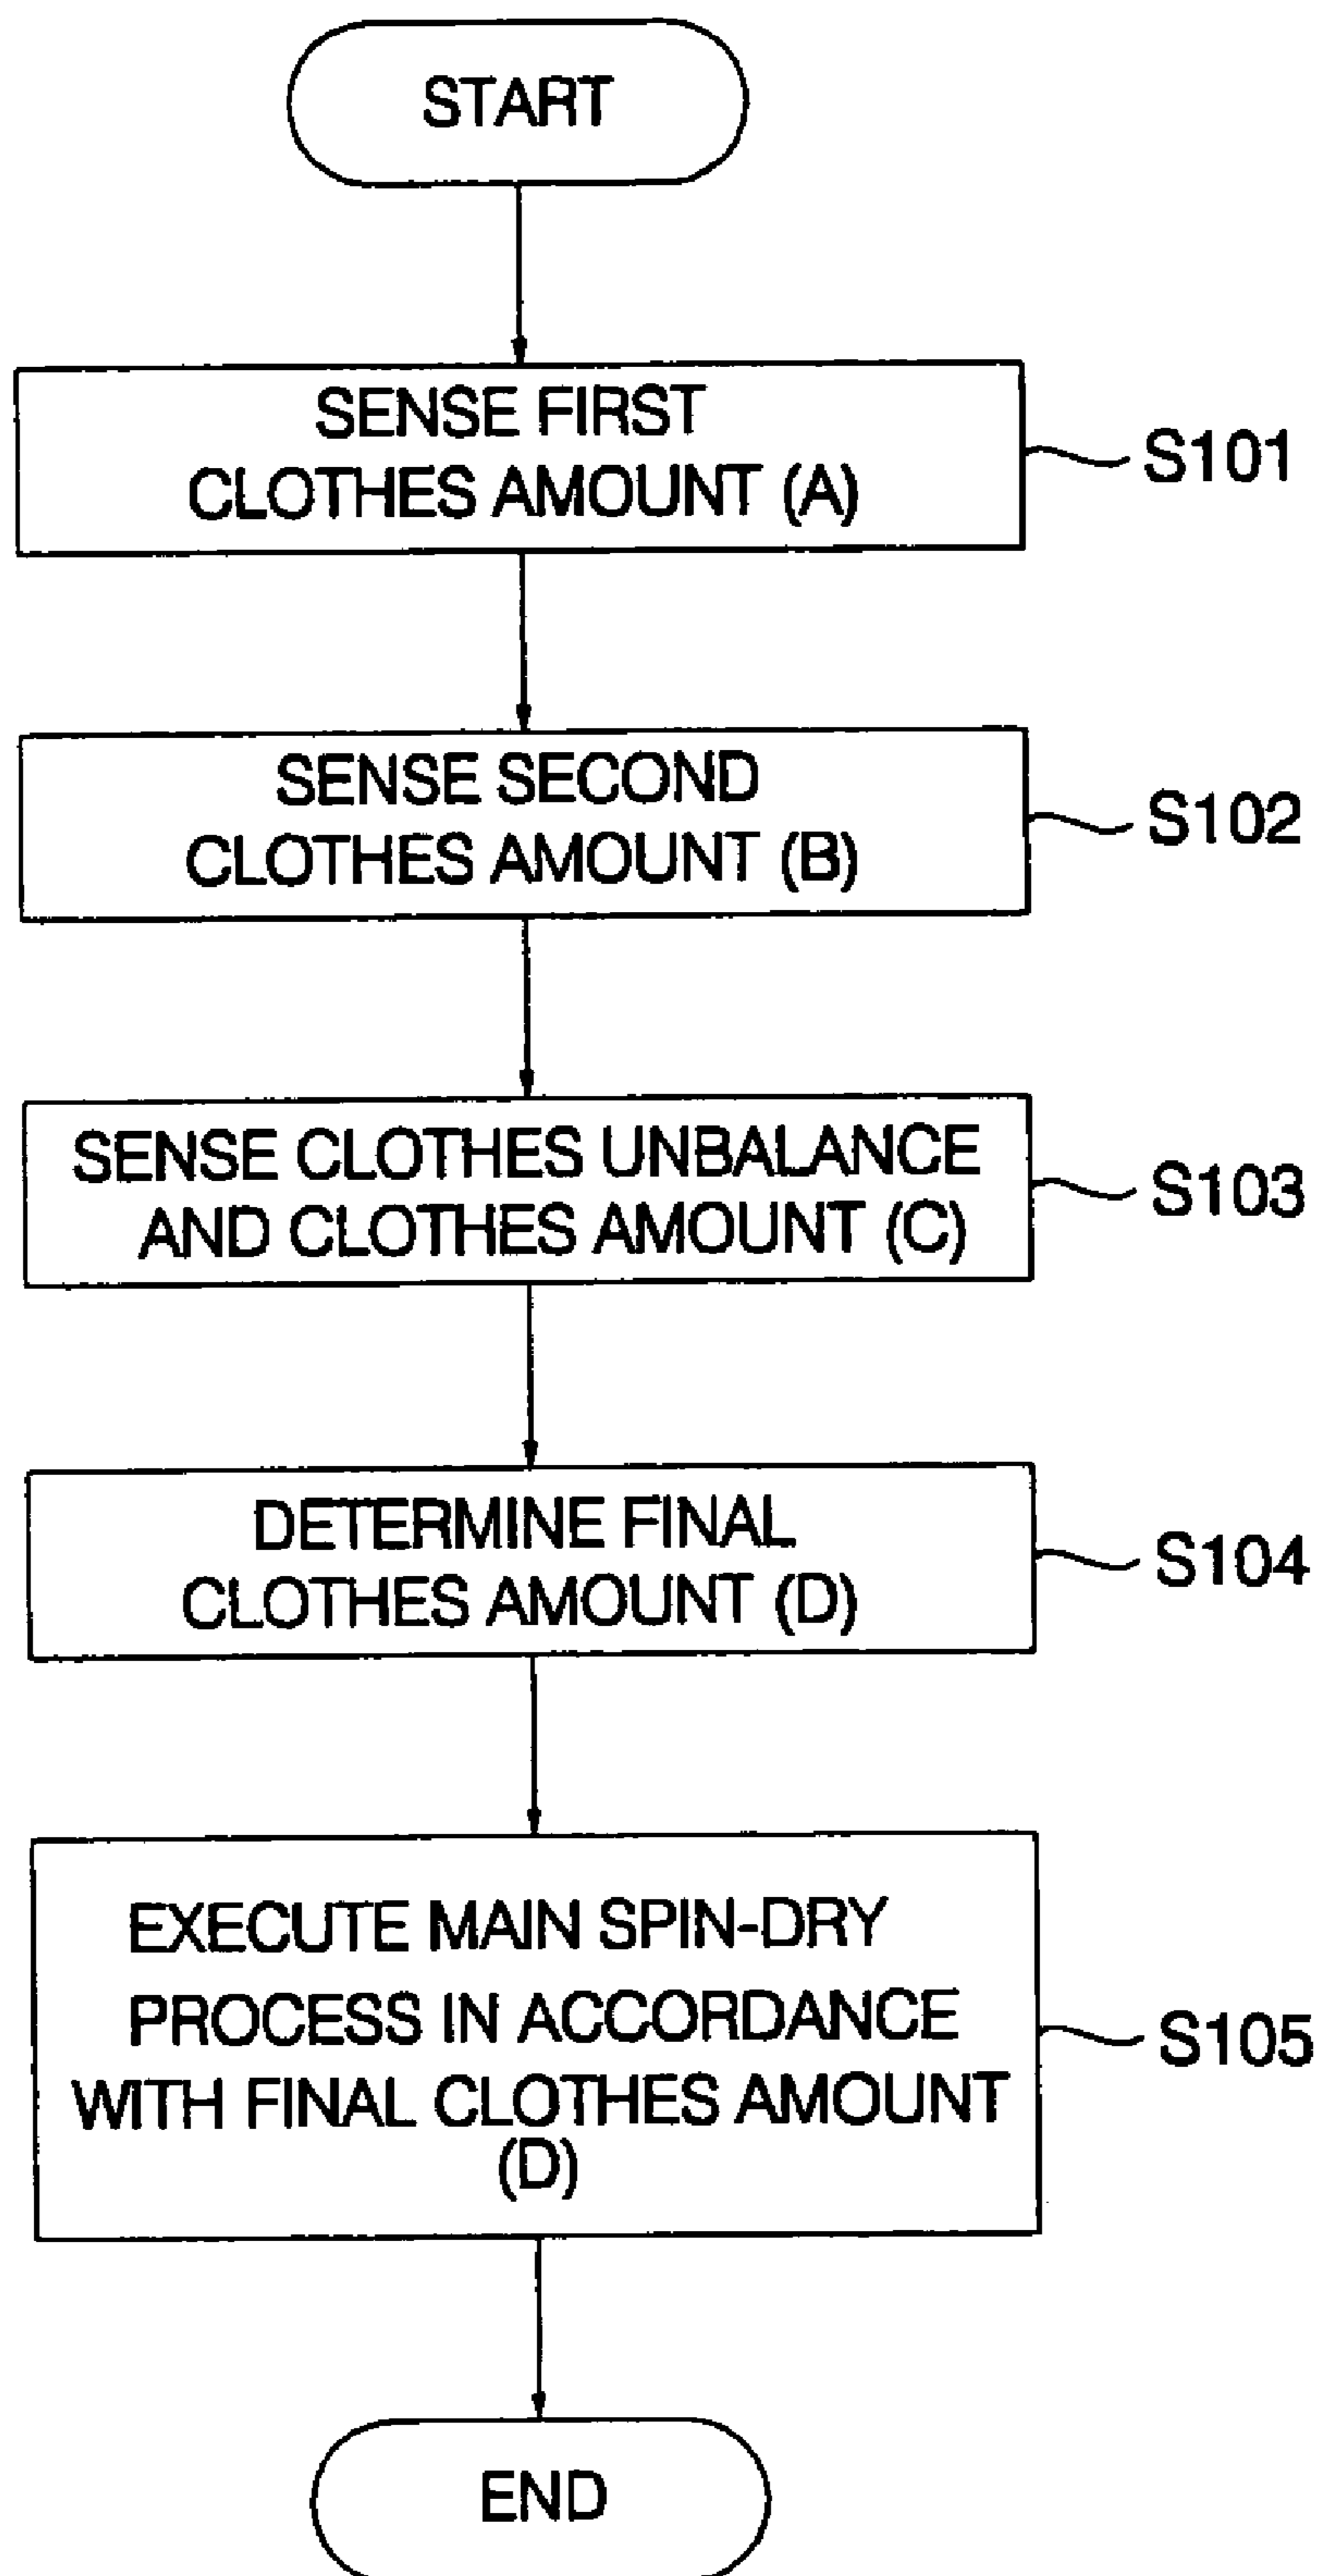 START
SENSE FIRST
CLOTHES AMOUNT (A)
S101
SENSE SECOND
CLOTHES AMOUNT (B)
S102
SENSE CLOTHES UNBALANCE
AND CLOTHES AMOUNT (C)
S103
DETERMINE FINAL
CLOTHES AMOUNT (D)
S104
EXECUTE MAIN SPIN-DRY
PROCESS IN ACCORDANCE
WITH FINAL CLOTHES AMOUNT
(D)
S105
END